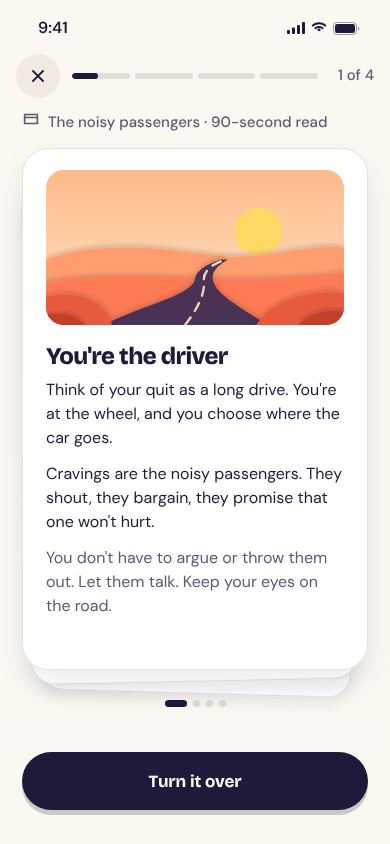 9:41
1 of 4
The noisy passengers · 90-second read
You're the driver
Think of your quit as a long drive. You're
at the wheel, and you choose where the
car goes.
Cravings are the noisy passengers. They
shout, they bargain, they promise that
one won't hurt.
You don't have to argue or throw them
out. Let them talk. Keep your eyes on
the road.
Turn it over